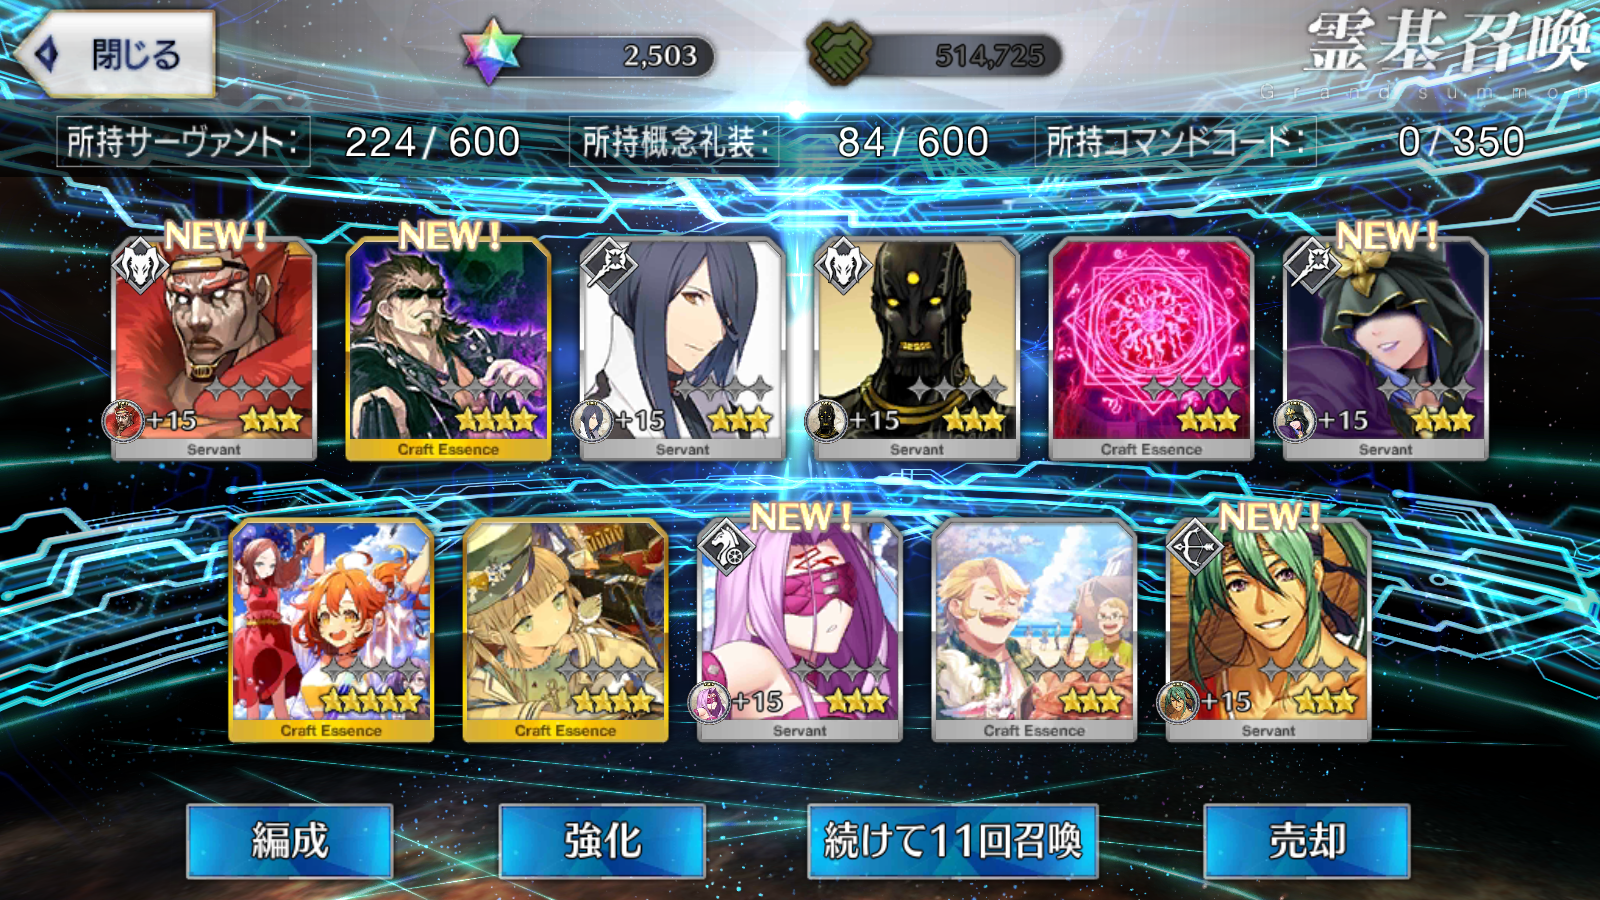 閉じる
2,503
514,725
霊基召喚
Grand summon
所持サーヴァント: 224/600
所持概念礼装: 84/600
所持コマンドコード: 0/350
NEW!
NEW!
NEW!
+15
+15
+15
+15
Servant
Craft Essence
Servant
Servant
Craft Essence
Servant
NEW!
NEW!
+15
+15
Craft Essence
Craft Essence
Servant
Craft Essence
Servant
編成
強化
続けて11回召喚
売却